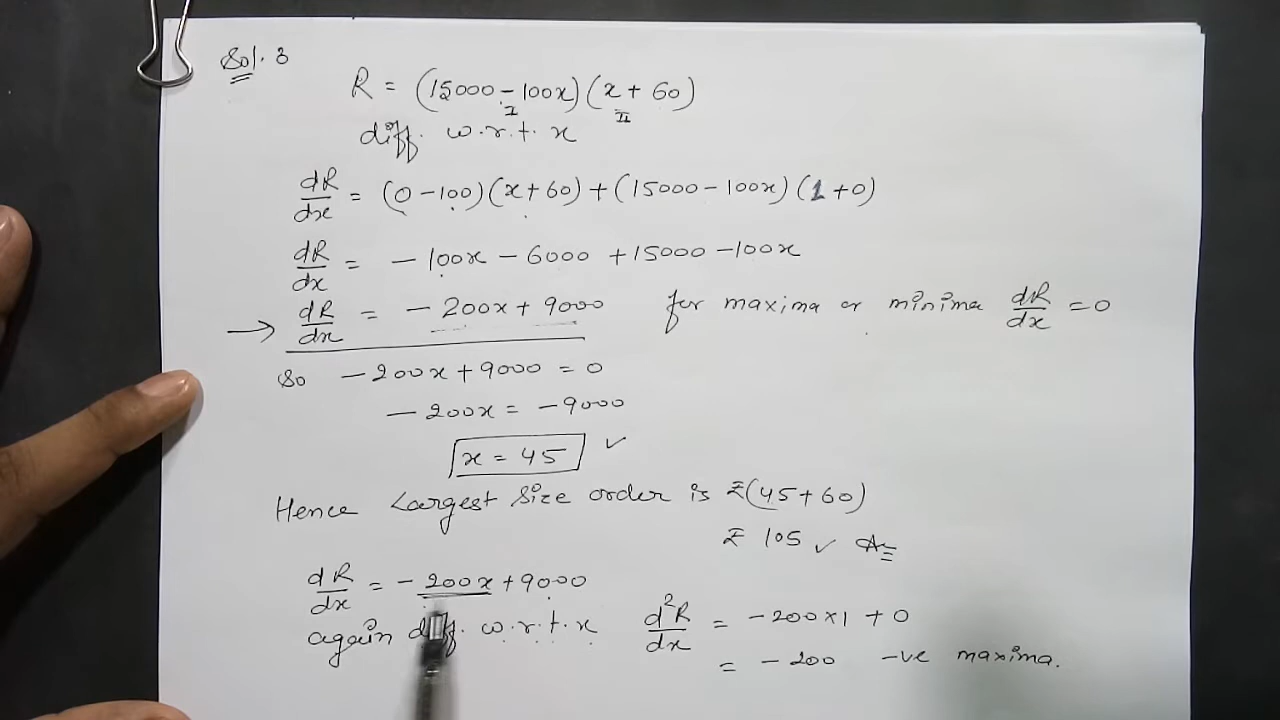 Sol. 3
R = (15000 - 100x)(x + 60)
I II
diff. w.r.t. x
dR/dx = (0 - 100)(x + 60) + (15000 - 100x)(1 + 0)
dR/dx = - 100x - 6000 + 15000 - 100x
→ dR/dx = - 200x + 9000 for maxima or minima dR/dx = 0
So - 200x + 9000 = 0
- 200x = - 9000
x = 45 ✓
Hence Largest Size order is ₹(45 + 60)
₹ 105 ✓ A
dR/dx = - 200x + 9000
again diff. w.r.t. x d²R/dx = - 200 x 1 + 0
= - 200 -ve maxima.